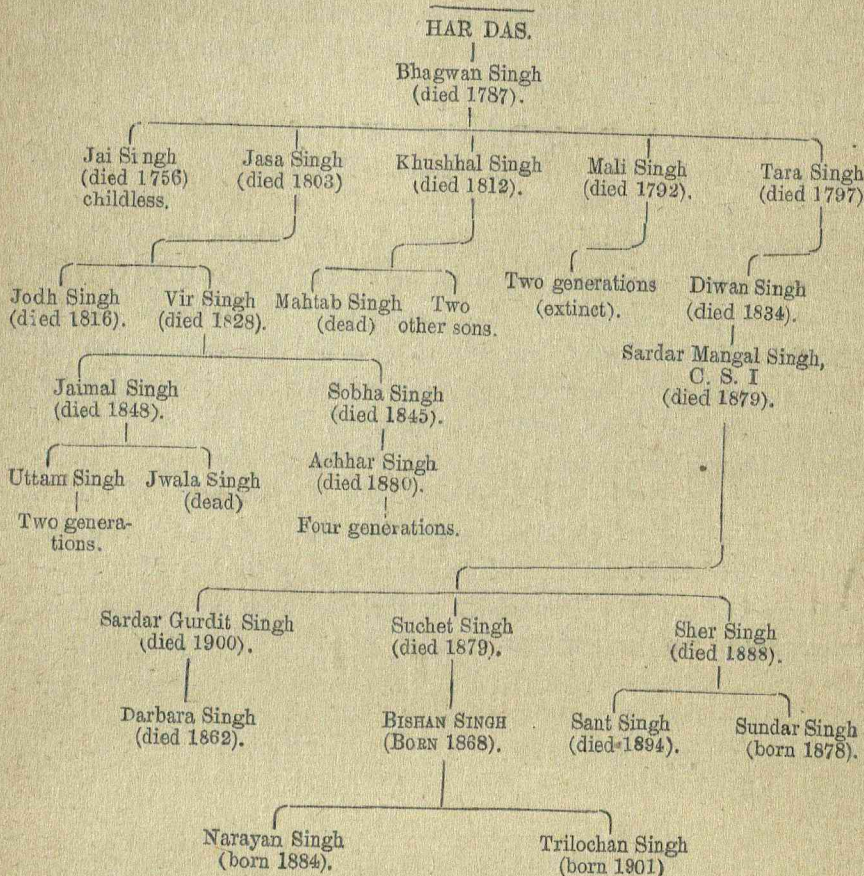 HAR DAS.
Bhagwan Singh
(died 1787).
Jai Singh
(died 1756)
childless.
Jasa Singh
(died 1803)
Khushhal Singh
(died 1812).
Mali Singh
(died 1792).
Tara Singh
(died 1797)
Jodh Singh
(died 1816).
Vir Singh
(died 1828).
Mahtab Singh
(dead)
Two
other sons.
Two generations
(extinct).
Diwan Singh
(died 1834).
Sardar Mangal Singh,
C. S. I
(died 1879).
Jaimal Singh
(died 1848).
Sobha Singh
(died 1845).
Uttam Singh
Two genera-
tions.
Jwala Singh
(dead)
Achhar Singh
(died 1880).
Four generations.
Sardar Gurdit Singh
(died 1900).
Suchet Singh
(died 1879).
Sher Singh
(died 1888).
Darbara Singh
(died 1862).
BISHAN SINGH
(BORN 1868).
Sant Singh
(died 1894).
Sundar Singh
(born 1878).
Narayan Singh
(born 1884).
Trilochan Singh
(born 1901)